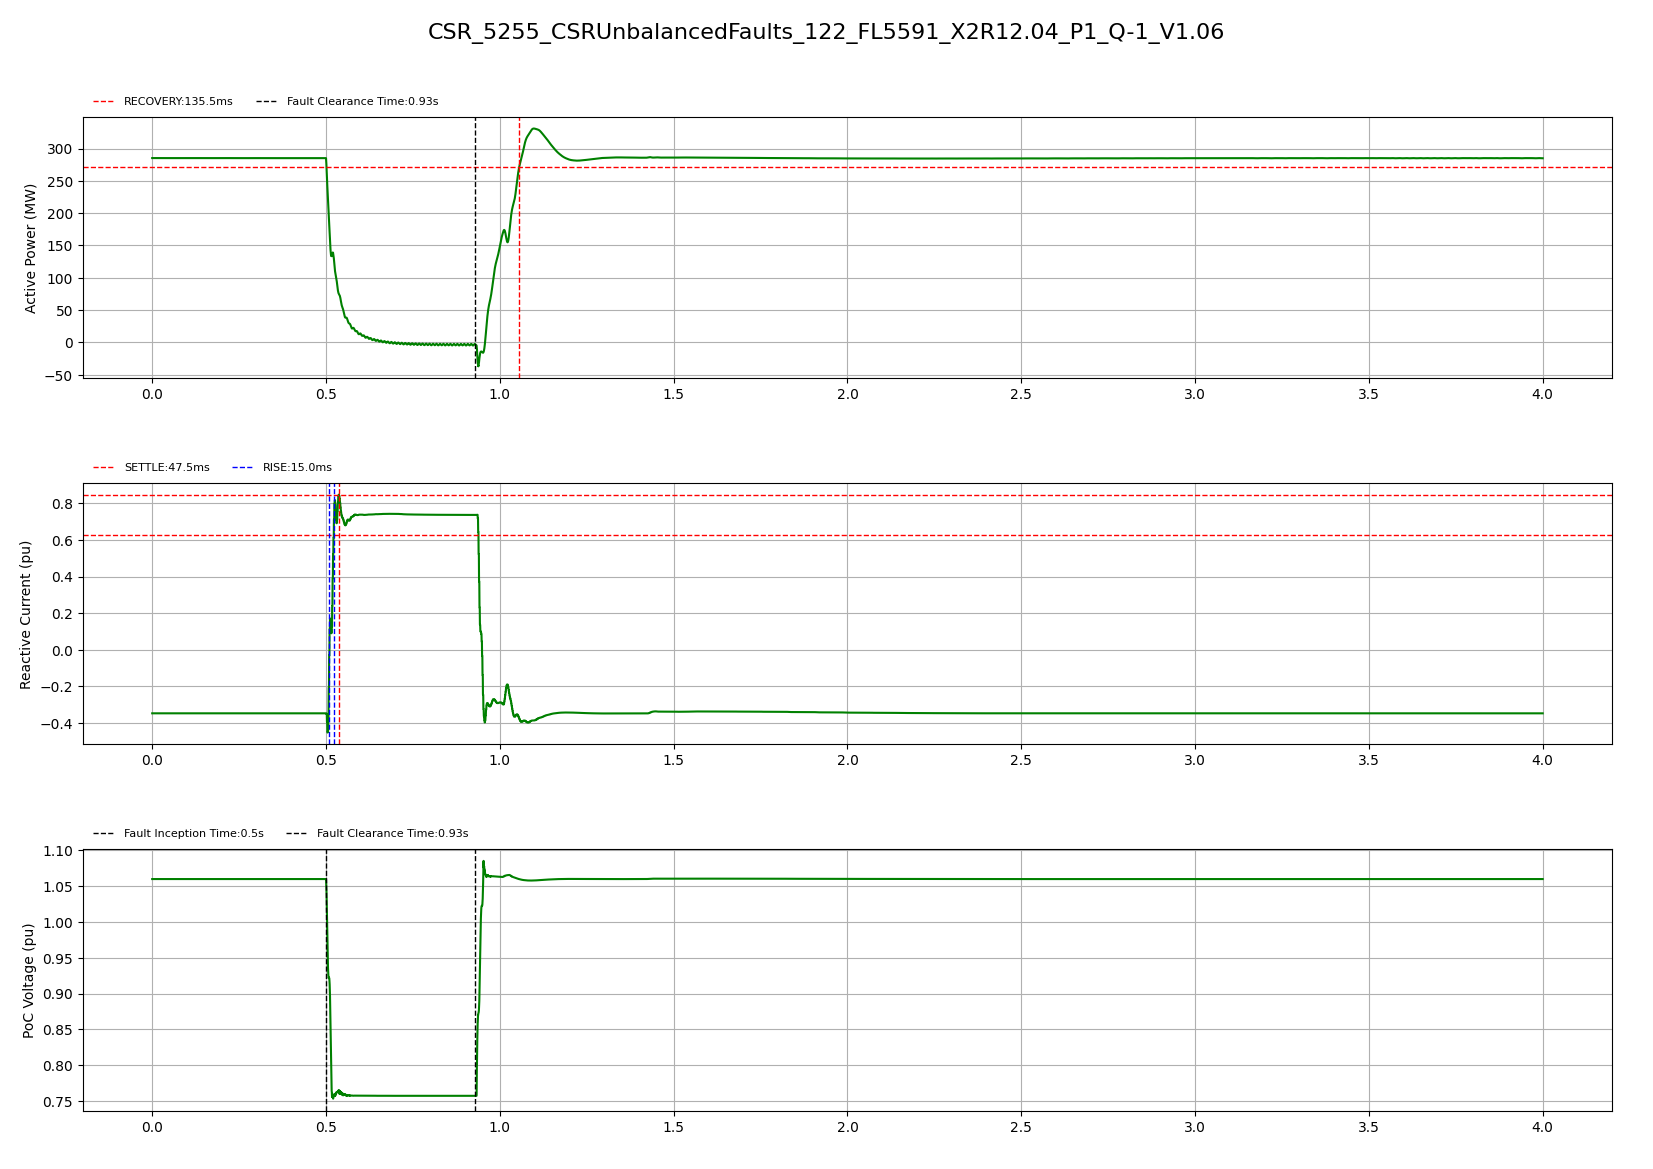 CSR_5255_CSRUnbalancedFaults_122_FL5591_X2R12.04_P1_Q-1_V1.06
RECOVERY:135.5ms Fault Clearance Time:0.93s
Active Power (MW)
300
250
200
150
100
50
0
−50
0.0 0.5 1.0 1.5 2.0 2.5 3.0 3.5 4.0
SETTLE:47.5ms RISE:15.0ms
Reactive Current (pu)
0.8
0.6
0.4
0.2
0.0
−0.2
−0.4
0.0 0.5 1.0 1.5 2.0 2.5 3.0 3.5 4.0
Fault Inception Time:0.5s Fault Clearance Time:0.93s
PoC Voltage (pu)
1.10
1.05
1.00
0.95
0.90
0.85
0.80
0.75
0.0 0.5 1.0 1.5 2.0 2.5 3.0 3.5 4.0